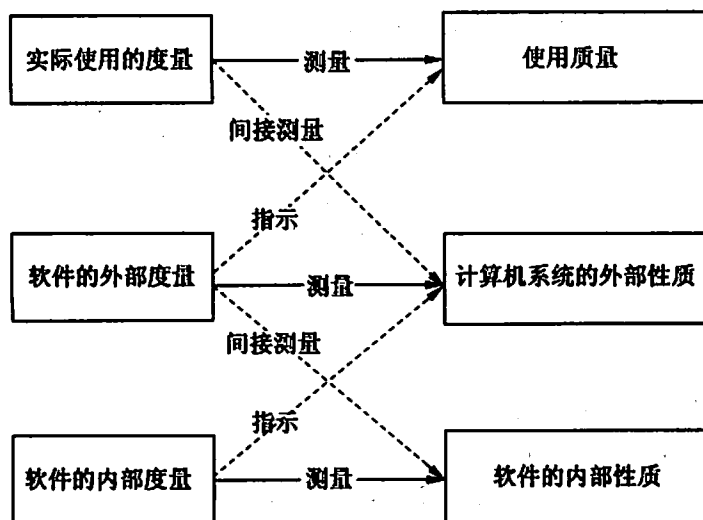 实际使用的度量
测量
使用质量
间接测量
指示
软件的外部度量
测量
计算机系统的外部性质
间接测量
指示
软件的内部度量
测量
软件的内部性质